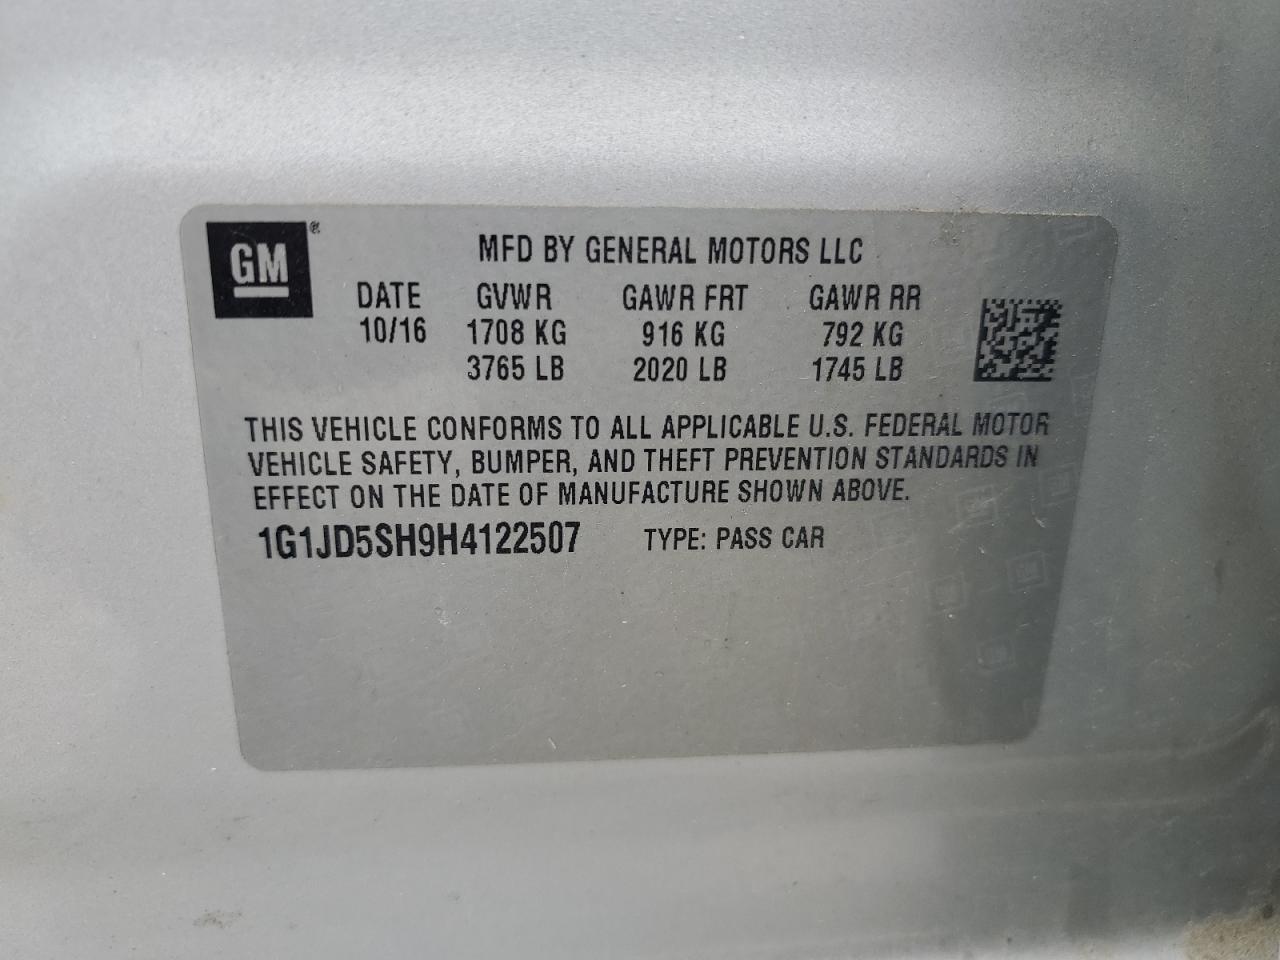 GM®
MFD BY GENERAL MOTORS LLC
DATE GVWR GAWR FRT GAWR RR
10/16 1708 KG 916 KG 792 KG
3765 LB 2020 LB 1745 LB
THIS VEHICLE CONFORMS TO ALL APPLICABLE U.S. FEDERAL MOTOR
VEHICLE SAFETY, BUMPER, AND THEFT PREVENTION STANDARDS IN
EFFECT ON THE DATE OF MANUFACTURE SHOWN ABOVE.
1G1JD5SH9H4122507 TYPE: PASS CAR